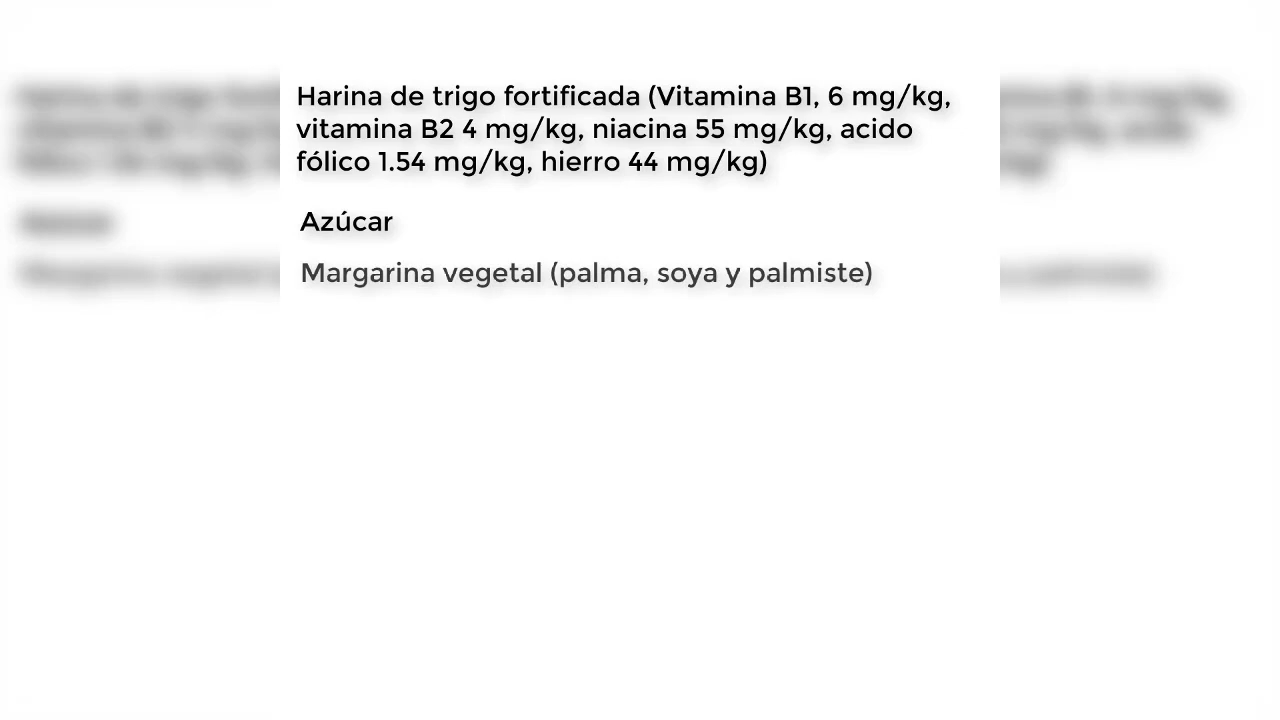 Harina de trigo fortificada (Vitamina B1, 6 mg/kg,
vitamina B2 4 mg/kg, niacina 55 mg/kg, acido
fólico 1.54 mg/kg, hierro 44 mg/kg)
Azúcar
Margarina vegetal (palma, soya y palmiste)